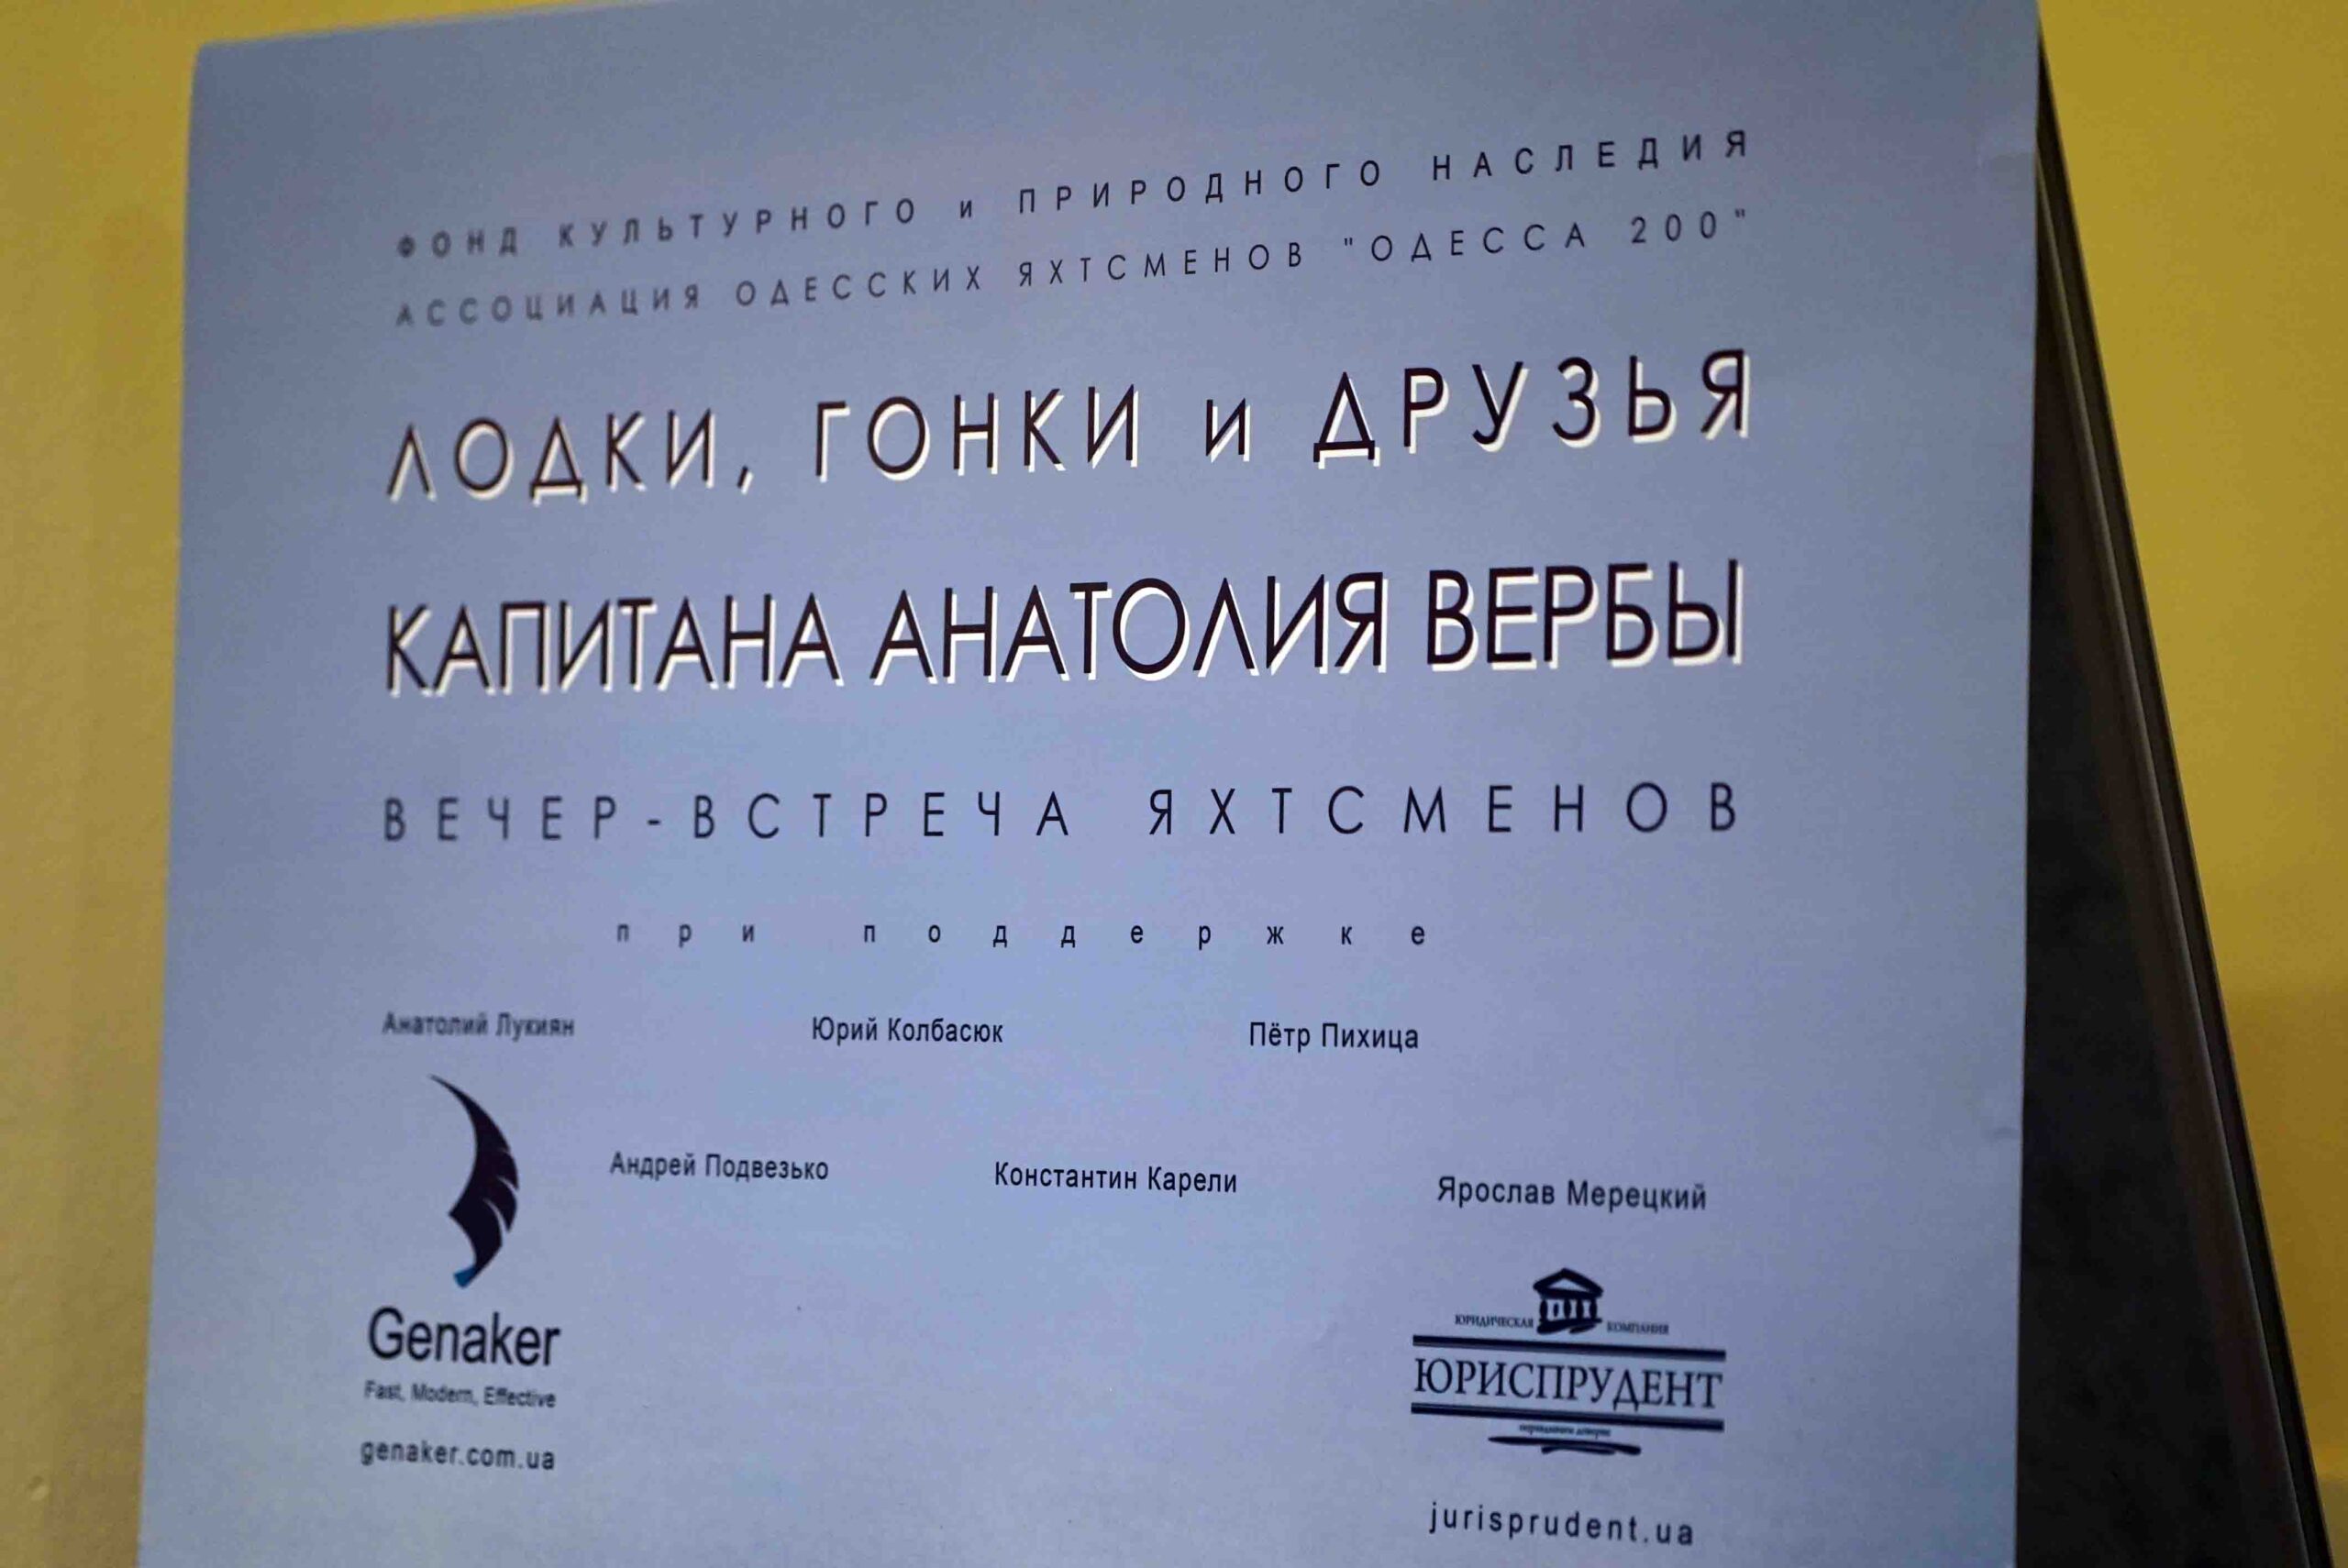 ФОНД КУЛЬТУРНОГО и ПРИРОДНОГО НАСЛЕДИЯ
АССОЦИАЦИЯ ОДЕССКИХ ЯХТСМЕНОВ "ОДЕССА 200"
ЛОДКИ, ГОНКИ и ДРУЗЬЯ
КАПИТАНА АНАТОЛИЯ ВЕРБЫ
ВЕЧЕР-ВСТРЕЧА ЯХТСМЕНОВ
при поддержке
Анатолий Лукиян Юрий Колбасюк Пётр Пихица
Андрей Подвезько Константин Карели Ярослав Мерецкий
Genaker
Fast, Modern, Effective
genaker.com.ua
ЮРИДИЧЕСКАЯ КОМПАНИЯ
ЮРИСПРУДЕНТ
jurisprudent.ua